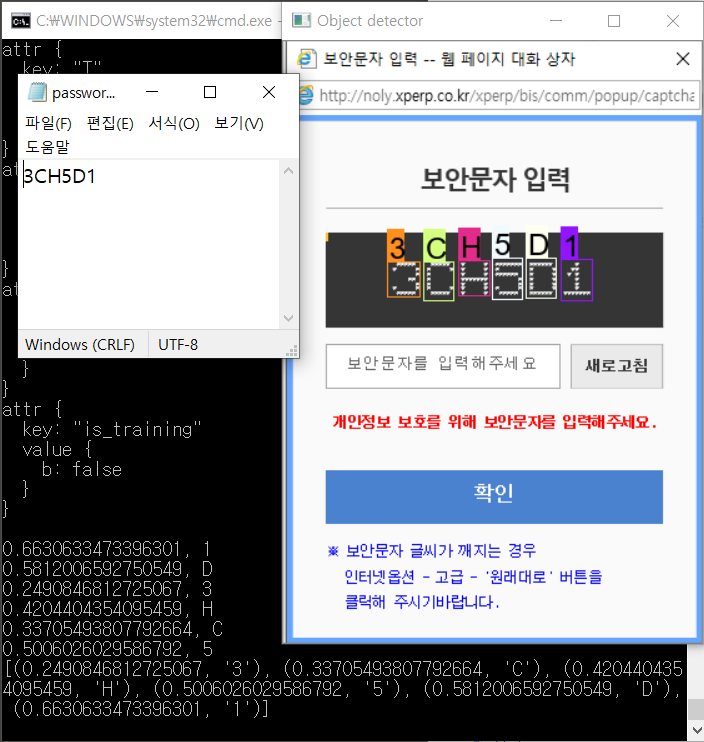 C:₩WINDOWS₩system32₩cmd.exe -
attr {
key: "T"
}
at
}
at
}
}
attr {
key: "is_training"
value {
b: false
}
}
0.6630633473396301, 1
0.5812006592750549, D
0.2490846812725067, 3
0.4204404354095459, H
0.33705493807792664, C
0.5006026029586792, 5
[(0.2490846812725067, '3'), (0.33705493807792664, 'C'), (0.420440435
4095459, 'H'), (0.5006026029586792, '5'), (0.5812006592750549, 'D'),
(0.6630633473396301, '1')]
passwor...
파일(F) 편집(E) 서식(O) 보기(V)
도움말
3CH5D1
Windows (CRLF) UTF-8
Object detector
보안문자 입력 -- 웹 페이지 대화 상자
http://noly.xperp.co.kr/xperp/bis/comm/popup/captcha
보안문자 입력
3 C H 5 D 1
3CH5D1
보안문자를 입력해주세요 새로고침
개인정보 보호를 위해 보안문자를 입력해주세요.
확인
※ 보안문자 글씨가 깨지는 경우
인터넷옵션 - 고급 - '원래대로' 버튼을
클릭해 주시기바랍니다.